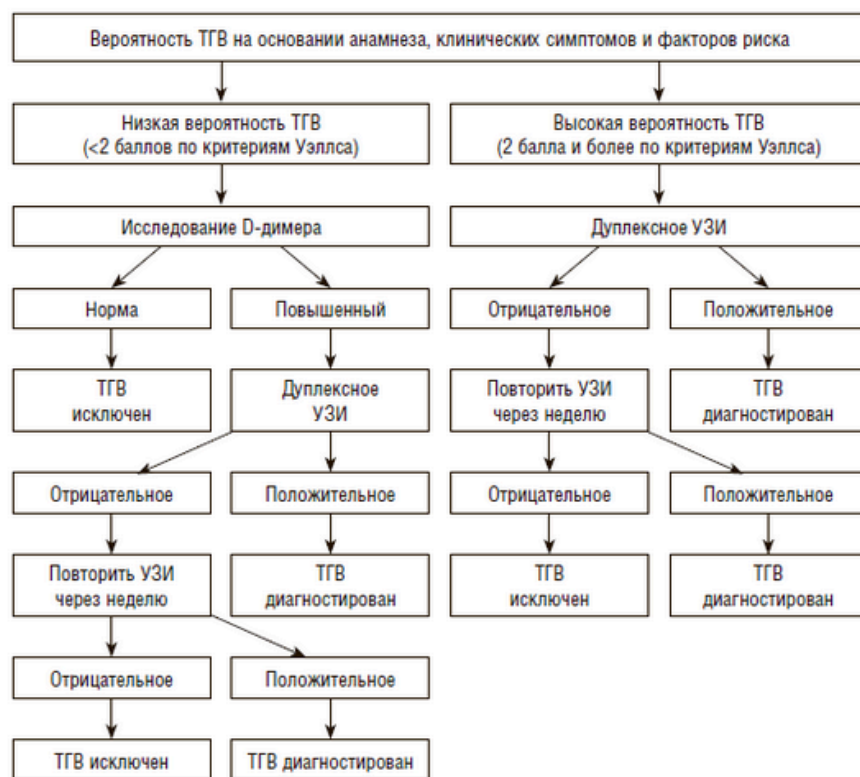 Вероятность ТГВ на основании анамнеза, клинических симптомов и факторов риска
Низкая вероятность ТГВ
(<2 баллов по критериям Уэллса)
Высокая вероятность ТГВ
(2 балла и более по критериям Уэллса)
Исследование D-димера
Дуплексное УЗИ
Норма
Повышенный
Отрицательное
Положительное
ТГВ
исключен
Дуплексное
УЗИ
Повторить УЗИ
через неделю
ТГВ
диагностирован
Отрицательное
Положительное
Отрицательное
Положительное
Повторить УЗИ
через неделю
ТГВ
диагностирован
ТГВ
исключен
ТГВ
диагностирован
Отрицательное
Положительное
ТГВ исключен
ТГВ диагностирован